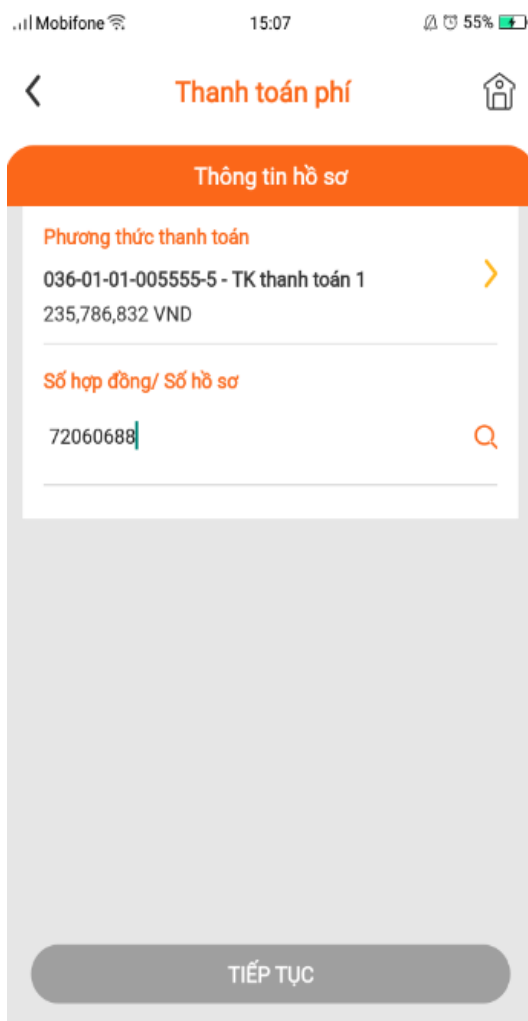 Mobifone 15:07 55%
Thanh toán phí
Thông tin hồ sơ
Phương thức thanh toán
036-01-01-005555-5 - TK thanh toán 1
235,786,832 VND
Số hợp đồng/ Số hồ sơ
72060688
TIẾP TỤC